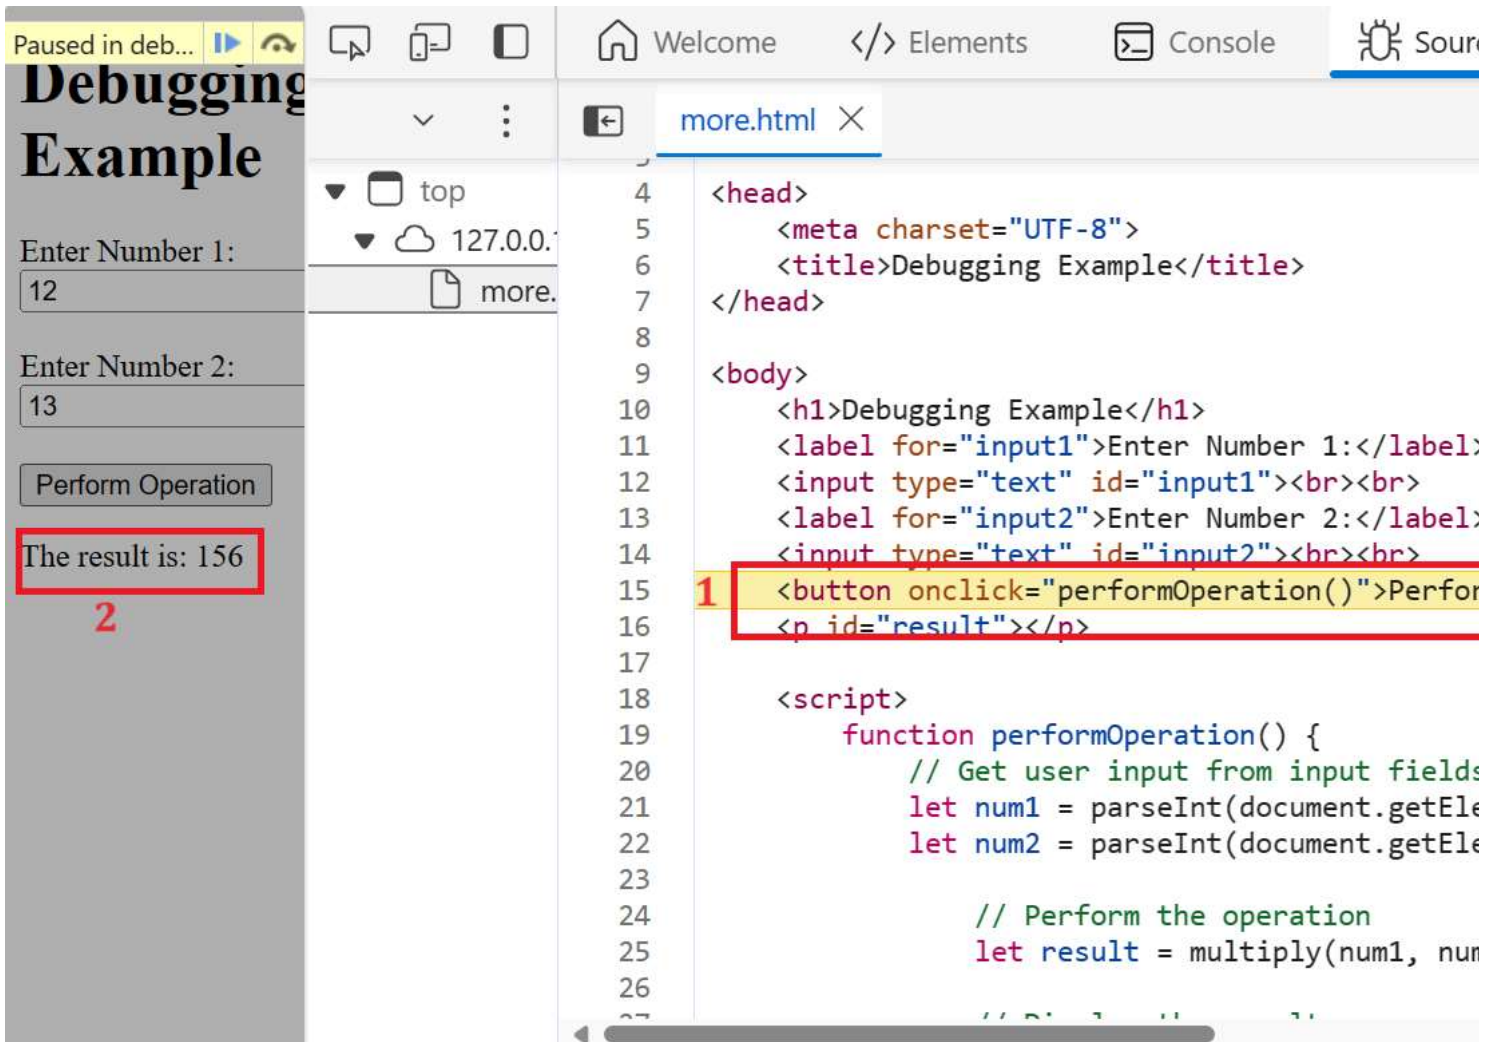 Paused in deb...
Debugging
Example
Enter Number 1:
12
Enter Number 2:
13
Perform Operation
The result is: 156
2
Welcome
</> Elements
Console
Sour
more.html
top
127.0.0.
more.
4 <head>
5 <meta charset="UTF-8">
6 <title>Debugging Example</title>
7 </head>
8
9 <body>
10 <h1>Debugging Example</h1>
11 <label for="input1">Enter Number 1:</label>
12 <input type="text" id="input1"><br><br>
13 <label for="input2">Enter Number 2:</label>
14 <input type="text" id="input2"><br><br>
15 1 <button onclick="performOperation()">Perfor
16 <p id="result"></p>
17
18 <script>
19 function performOperation() {
20 // Get user input from input fields
21 let num1 = parseInt(document.getEle
22 let num2 = parseInt(document.getEle
23
24 // Perform the operation
25 let result = multiply(num1, num
26